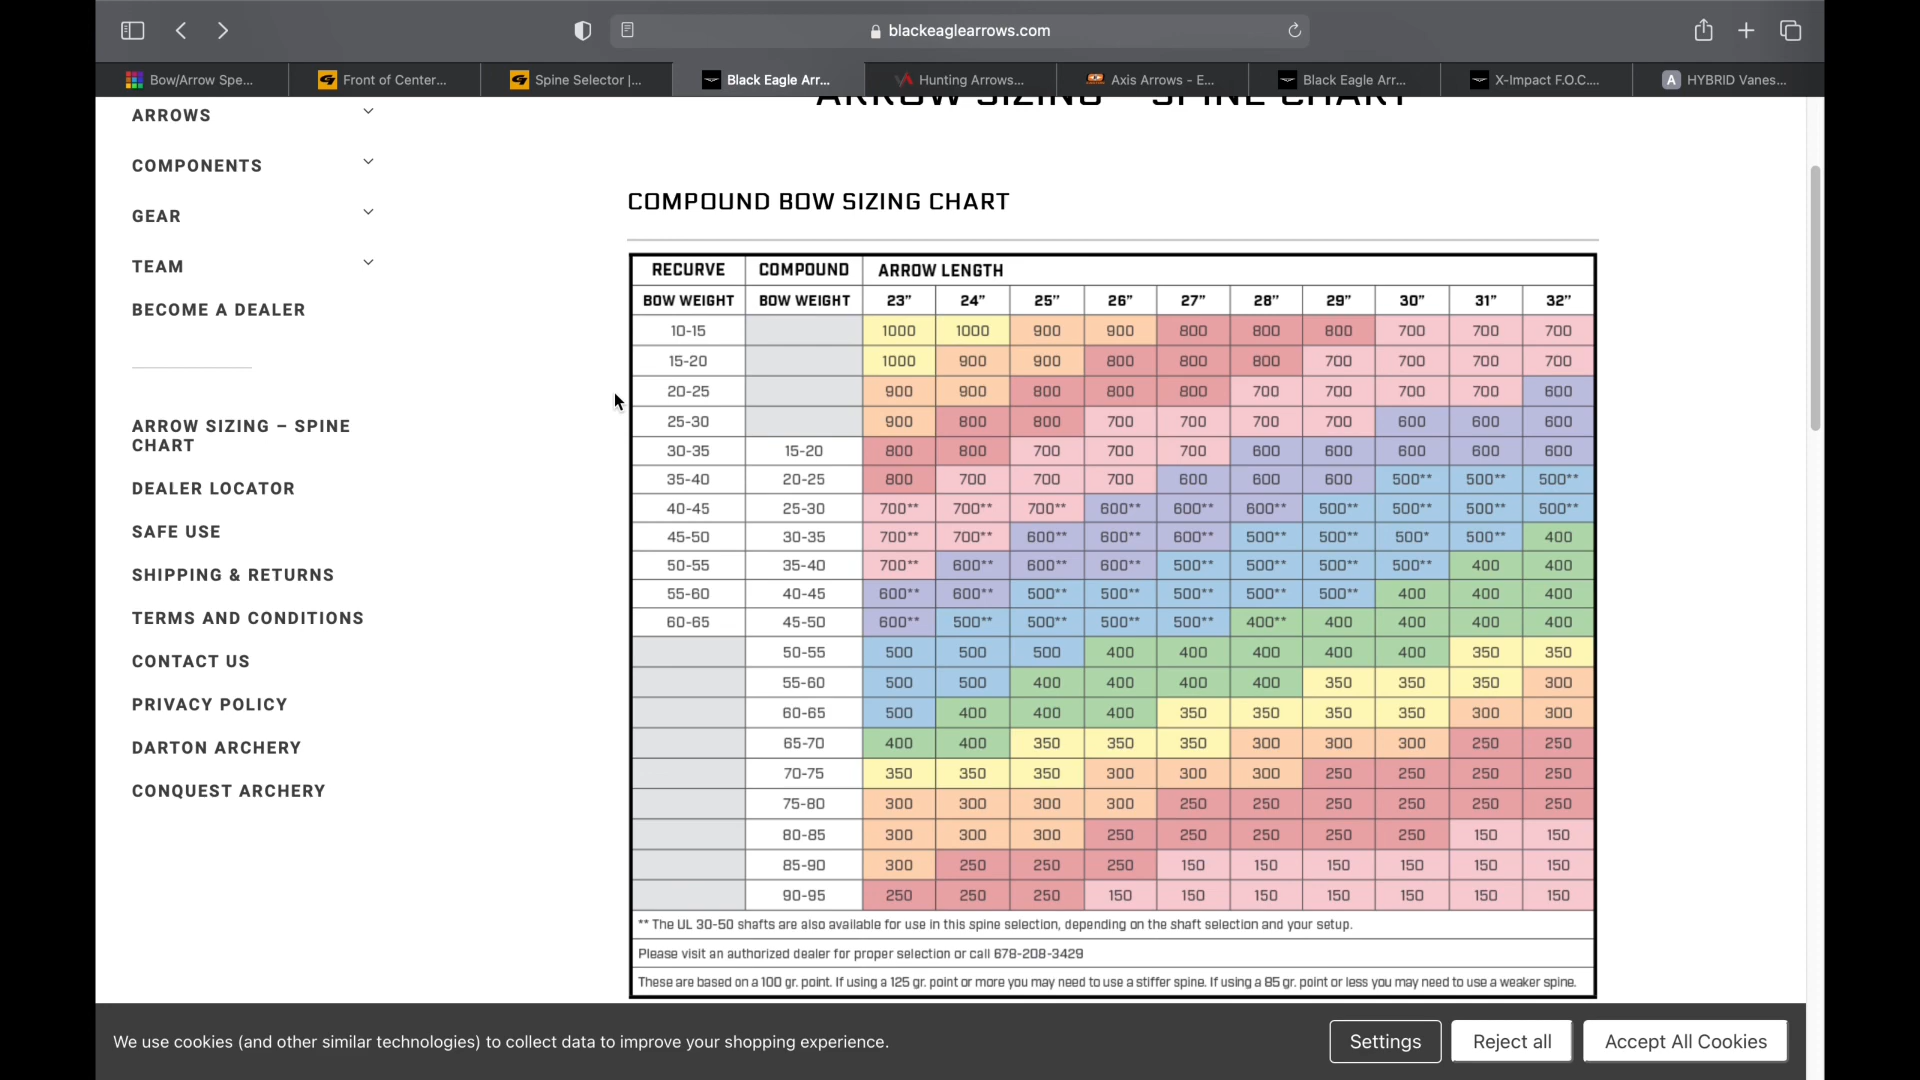 blackeaglearrows.com
Bow/Arrow Spe...
Front of Center...
Spine Selector |...
Black Eagle Arr...
Hunting Arrows...
Axis Arrows - E...
Black Eagle Arr...
X-Impact F.O.C....
A HYBRID Vanes...
ARROWS
COMPONENTS
GEAR
TEAM
BECOME A DEALER
ARROW SIZING – SPINE
CHART
DEALER LOCATOR
SAFE USE
SHIPPING & RETURNS
TERMS AND CONDITIONS
CONTACT US
PRIVACY POLICY
DARTON ARCHERY
CONQUEST ARCHERY
ARROW SIZING – SPINE CHART
COMPOUND BOW SIZING CHART
RECURVE COMPOUND ARROW LENGTH
BOW WEIGHT BOW WEIGHT 23” 24” 25” 26” 27” 28” 29” 30” 31” 32”
10-15 1000 1000 900 900 800 800 800 700 700 700
15-20 1000 900 900 800 800 800 700 700 700 700
20-25 900 900 800 800 800 700 700 700 700 600
25-30 900 800 800 700 700 700 700 600 600 600
30-35 15-20 800 800 700 700 700 600 600 600 600 600
35-40 20-25 800 700 700 700 600 600 600 500** 500** 500**
40-45 25-30 700** 700** 700** 600** 600** 600** 500** 500** 500** 500**
45-50 30-35 700** 700** 600** 600** 600** 500** 500** 500* 500** 400
50-55 35-40 700** 600** 600** 600** 500** 500** 500** 500** 400 400
55-60 40-45 600** 600** 500** 500** 500** 500** 500** 400 400 400
60-65 45-50 600** 500** 500** 500** 500** 400** 400 400 400 400
50-55 500 500 500 400 400 400 400 400 350 350
55-60 500 500 400 400 400 400 350 350 350 300
60-65 500 400 400 400 350 350 350 350 300 300
65-70 400 400 350 350 350 300 300 300 250 250
70-75 350 350 350 300 300 300 250 250 250 250
75-80 300 300 300 300 250 250 250 250 250 250
80-85 300 300 300 250 250 250 250 250 150 150
85-90 300 250 250 250 150 150 150 150 150 150
90-95 250 250 250 150 150 150 150 150 150 150
** The UL 30-50 shafts are also available for use in this spine selection, depending on the shaft selection and your setup.
Please visit an authorized dealer for proper selection or call 678-208-3429
These are based on a 100 gr. point. If using a 125 gr. point or more you may need to use a stiffer spine. If using a 85 gr. point or less you may need to use a weaker spine.
We use cookies (and other similar technologies) to collect data to improve your shopping experience.
Settings
Reject all
Accept All Cookies